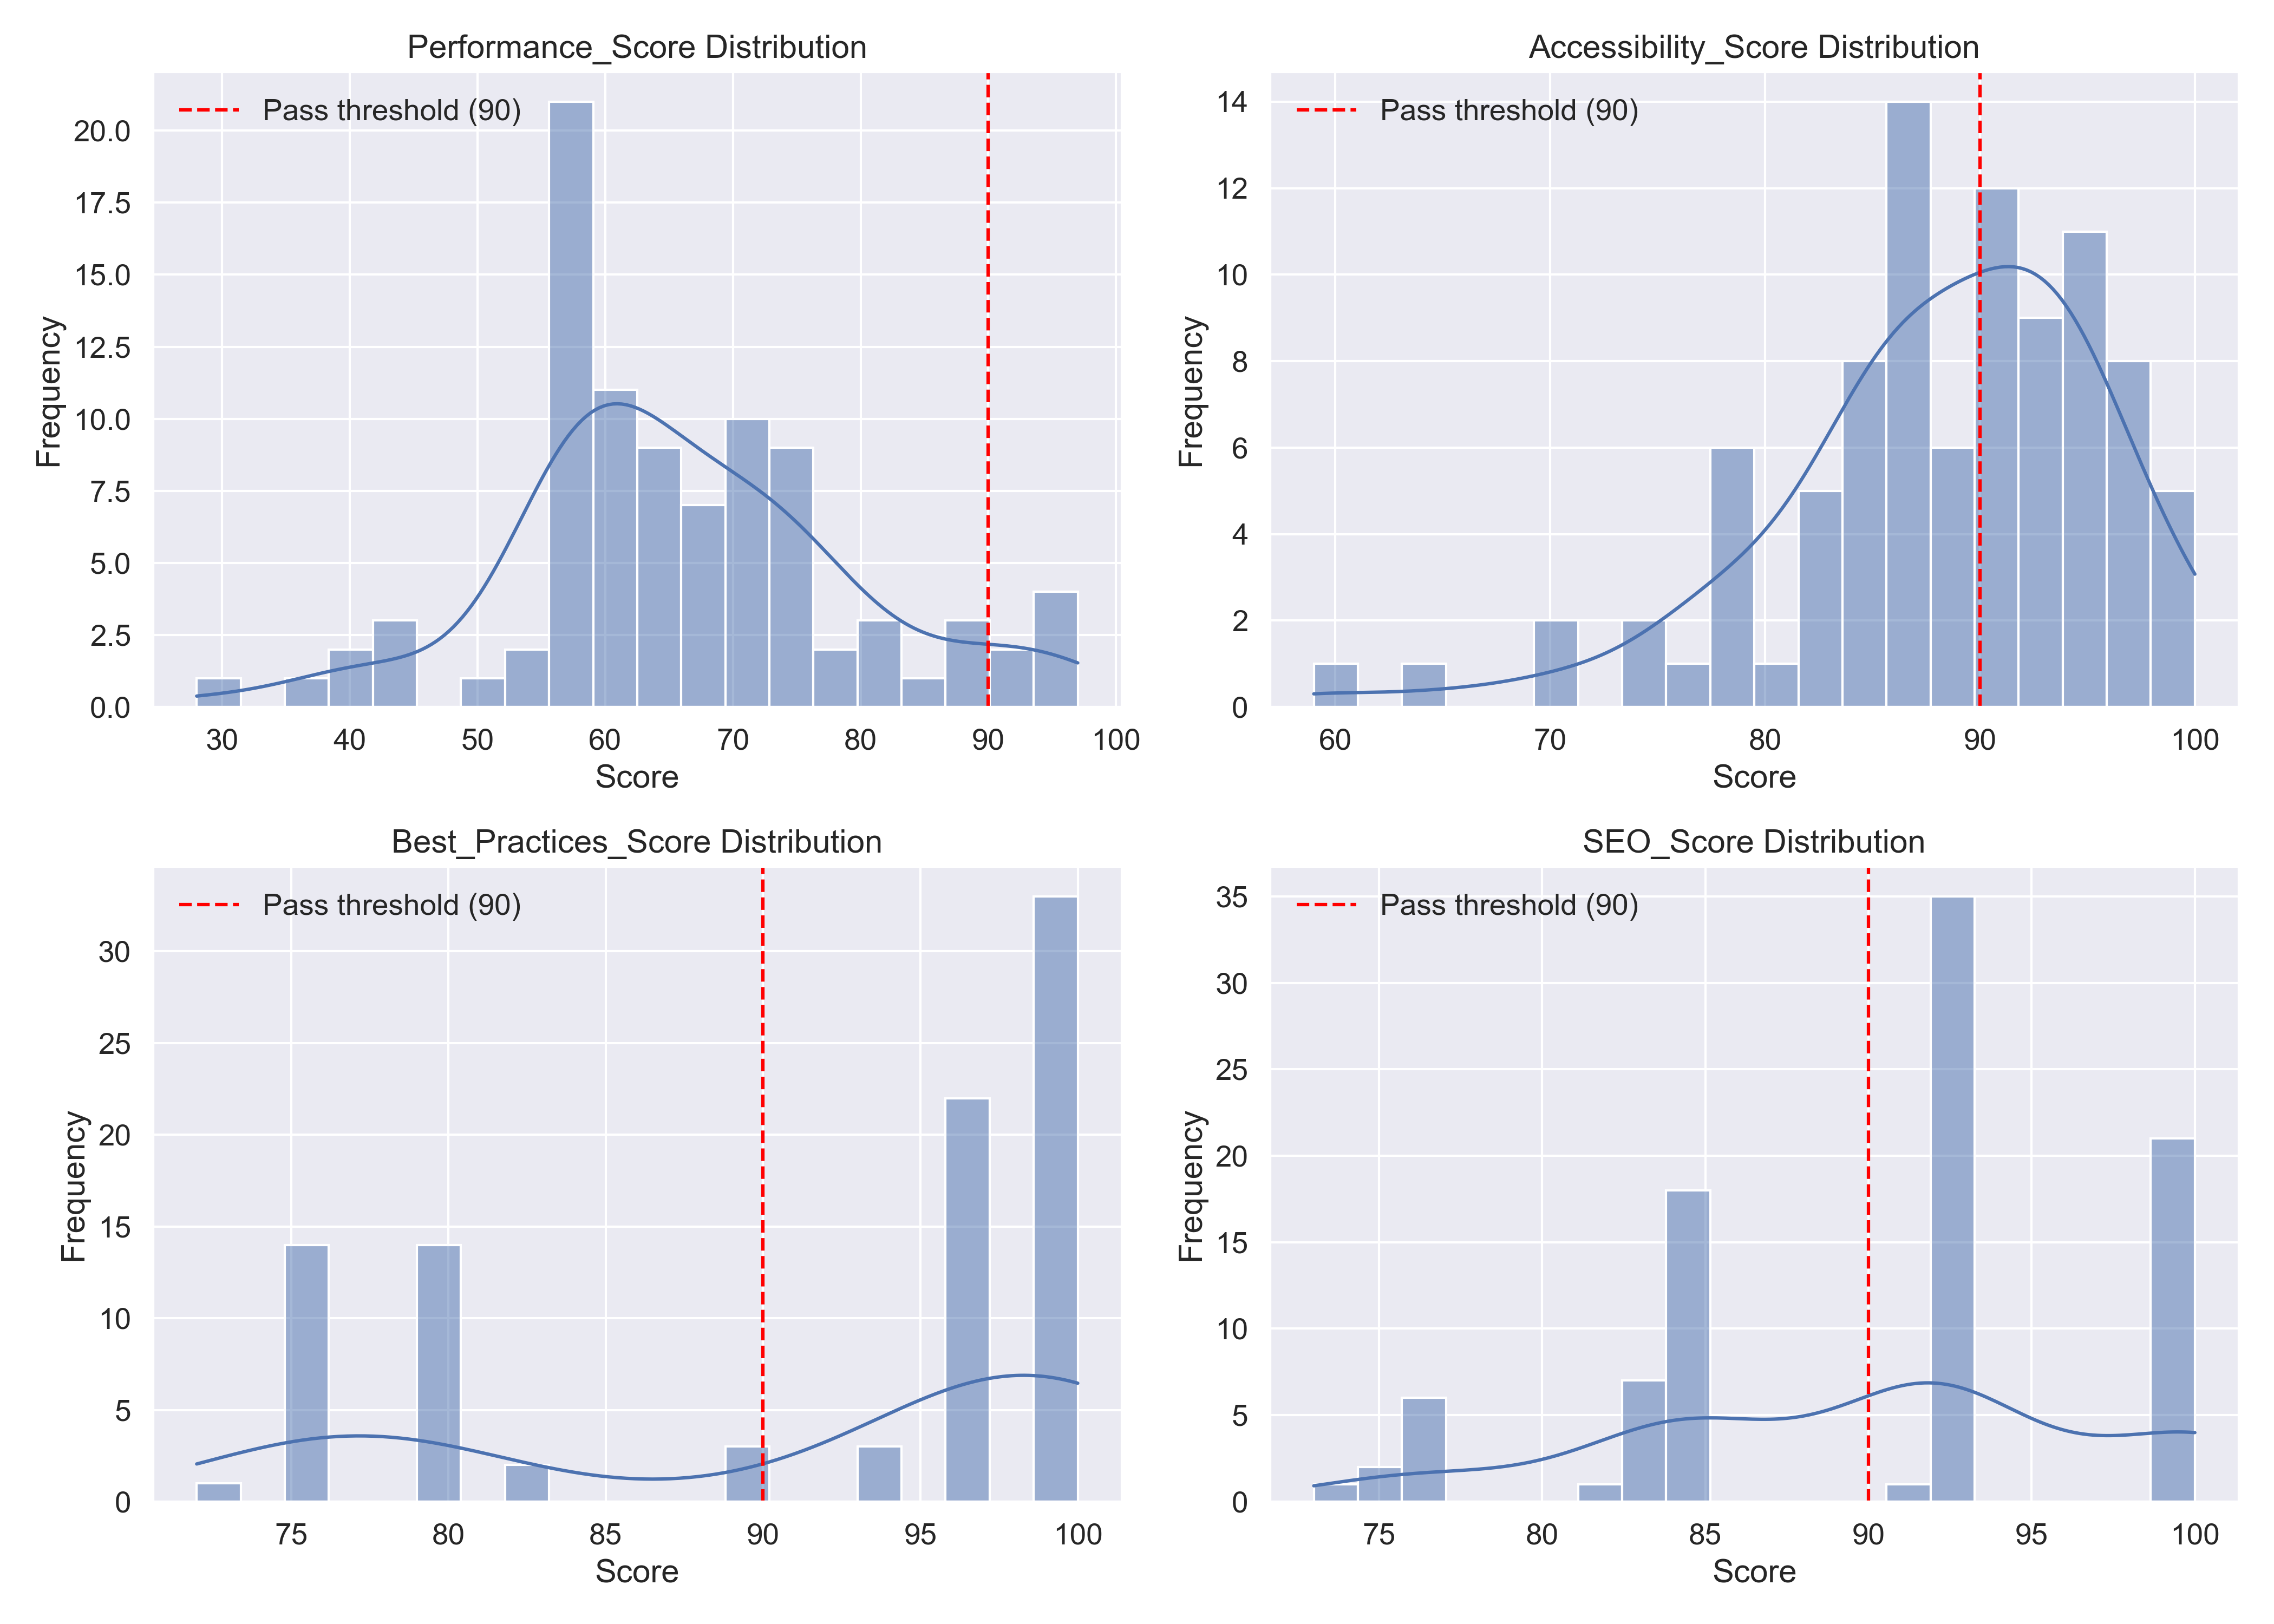 Performance_Score Distribution
Pass threshold (90)
20.0
17.5
15.0
12.5
10.0
7.5
5.0
2.5
0.0
Frequency
30 40 50 60 70 80 90 100
Score
Accessibility_Score Distribution
Pass threshold (90)
14
12
10
8
6
4
2
0
Frequency
60 70 80 90 100
Score
Best_Practices_Score Distribution
Pass threshold (90)
30
25
20
15
10
5
0
Frequency
75 80 85 90 95 100
Score
SEO_Score Distribution
Pass threshold (90)
35
30
25
20
15
10
5
0
Frequency
75 80 85 90 95 100
Score